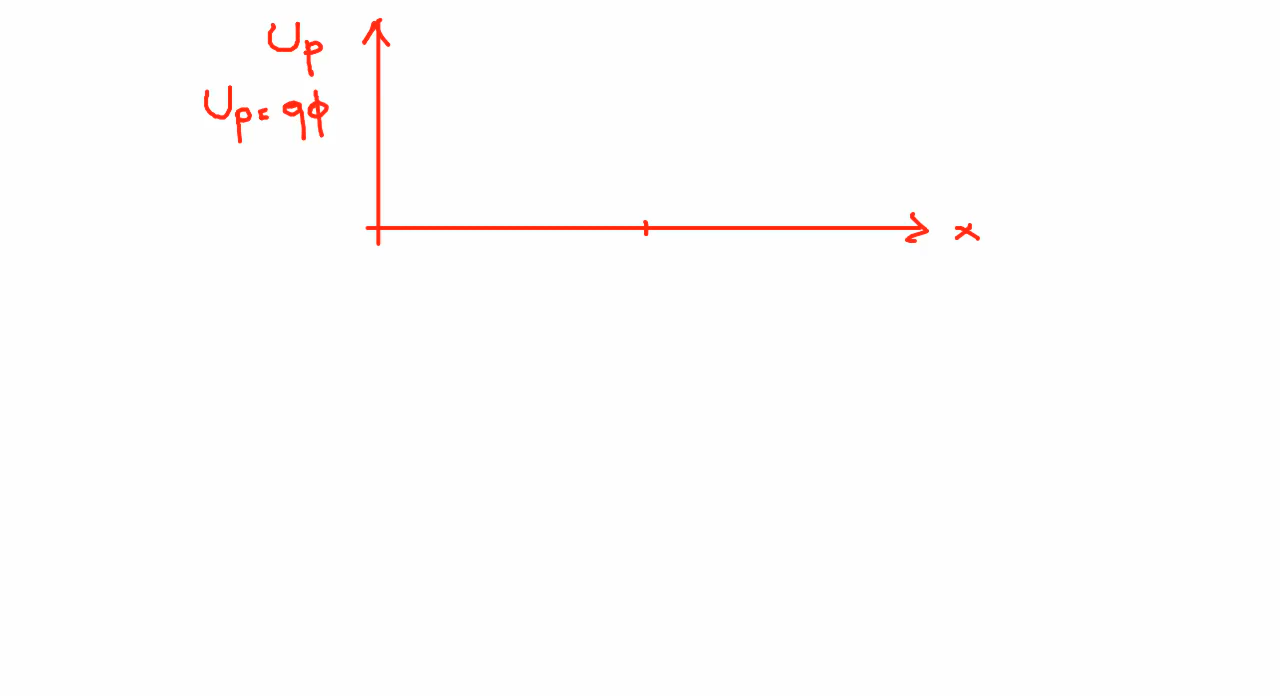 Up
Up = qϕ
x